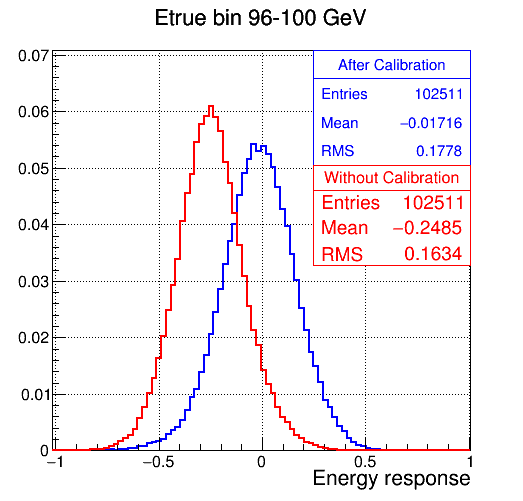 Etrue bin 96-100 GeV
After Calibration
Entries 102511
Mean −0.01716
RMS 0.1778
Without Calibration
Entries 102511
Mean −0.2485
RMS 0.1634
0.07
0.06
0.05
0.04
0.03
0.02
0.01
0
−1 −0.5 0 0.5 1
Energy response